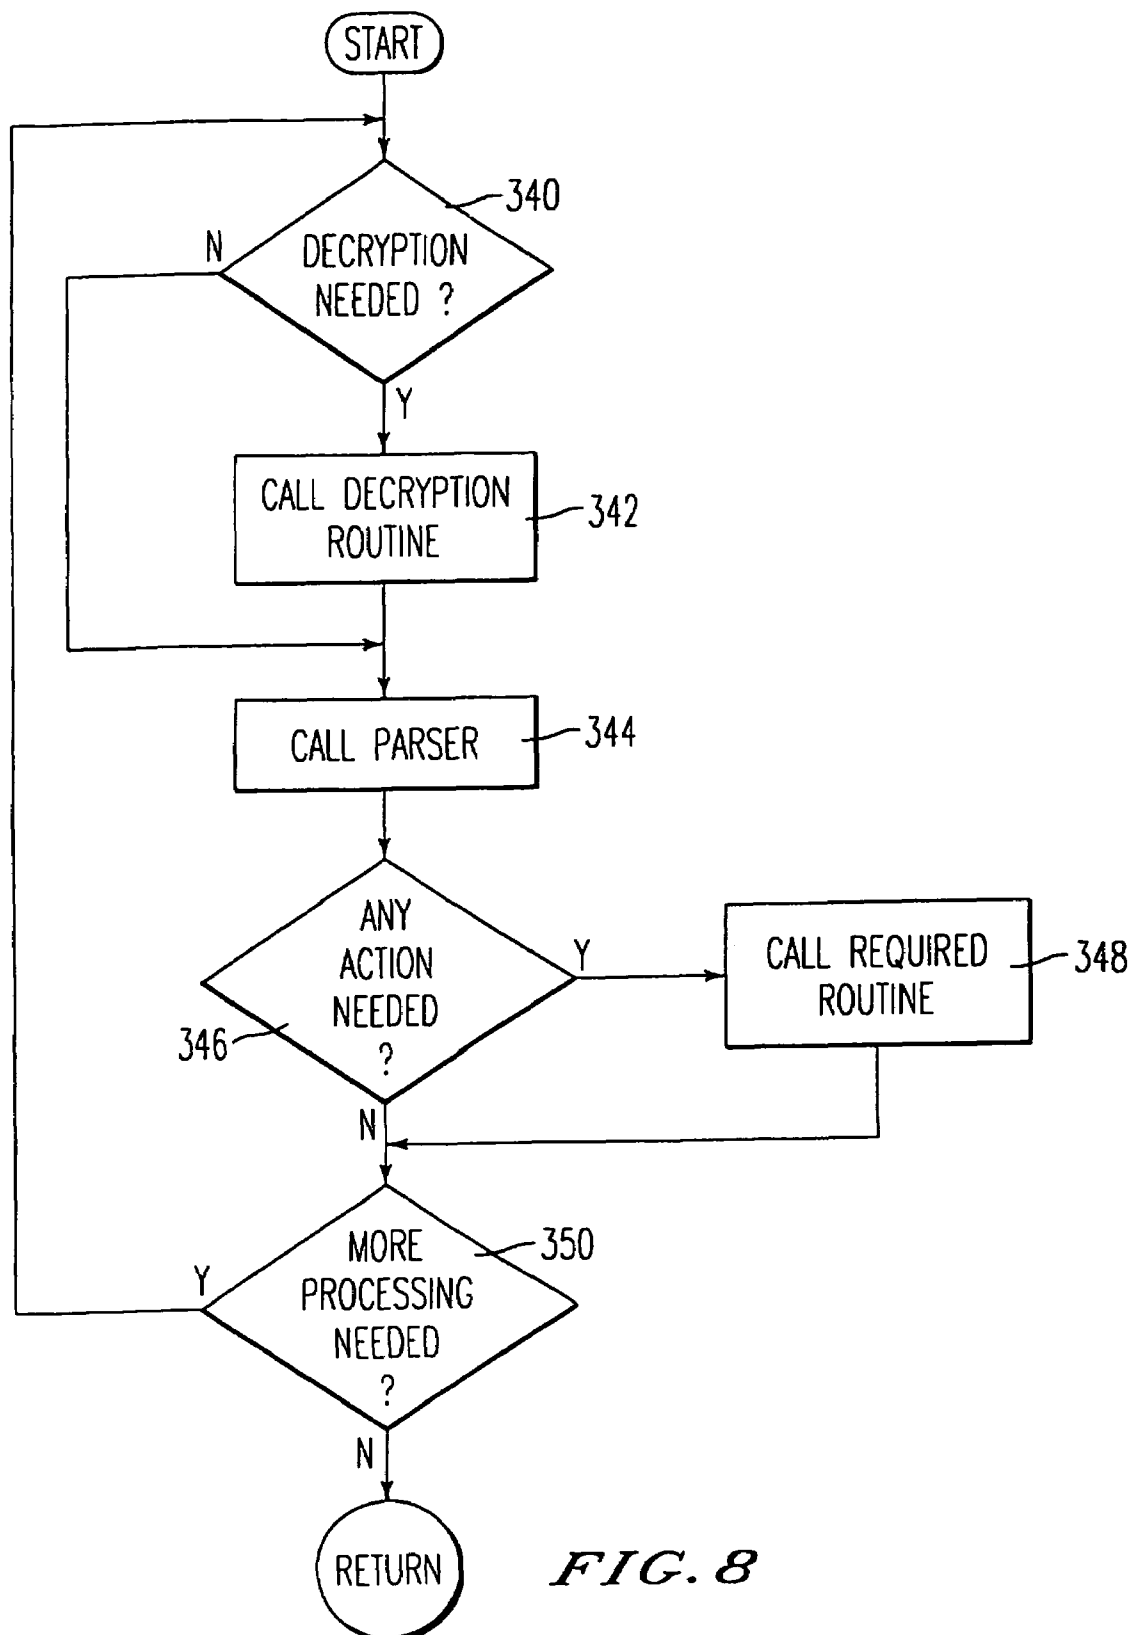 START
340
N
DECRYPTION
NEEDED ?
Y
CALL DECRYPTION
ROUTINE
342
CALL PARSER
344
ANY
ACTION
NEEDED
?
346
Y
CALL REQUIRED
ROUTINE
348
N
MORE
PROCESSING
NEEDED
?
350
Y
N
RETURN
FIG. 8